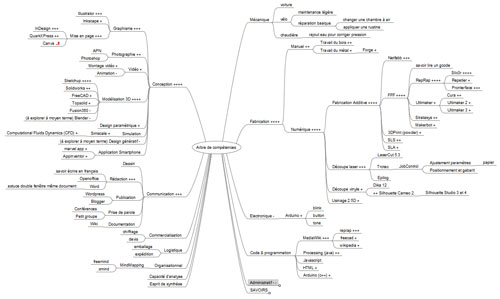 Arbre de compétences
Conception ++++
Graphisme +++
Illustrator +++
Inkscape +
Mise en page +++
InDesign +++
QuarkXPress ++
Canva
Photographie ++
APN
Photoshop
Vidéo +
Montage vidéo +
Animation
Modélisation 3D ++++
Sketchup ++++
Solidworks ++
FreeCAD +
Topsolid +
Fusion360
(à explorer à moyen terme) Blender
Design paramétrique +
Simulation
Simscale +
Computational Fluids Dynamics (CFD) +
(à explorer à moyen terme) Design génératif
Application Smartphone
marvel app +
Appinventor +
Communication +++
Dessin
Rédaction +++
savoir écrire en français
Openoffice
Word
astuce double fenêtre même document
Publication
Wordpress
Blogger
Prise de parole
Conférences
Petit groupe
Documentation
Wiki
Commercialisation
chiffrage
devis
Logistique
emballage
expédition
Organisationnel
MindMapping
freemind
xmind
Capacité d'analyse
Esprit de synthèse
Mécanique
voiture
vélo
maintenance légère
réparation basique
changer une chambre à air
appliquer une rustine
chaudière
rajout eau pour corriger pression
Fabrication ++++
Manuel ++
Travail du bois ++
Travail du métal +
Forge +
Numérique ++++
Fabrication Additive ++++
Netfabb +++
savoir lire un gcode
FFF ++++
RepRap ++++
Slic3r ++++
Repetier +
Pronterface +++
Ultimaker +
Cura ++
Ultimaker 2 +
Ultimaker 3 +
Stratasys ++
Makerbot +
3DPrint (powder) +
SLS ++
SLA +
Découpe laser +++
LaserCut 5.3
Trotec
JobControl
Ajustement paramètres
papier
Positionnement et gabarit
Epilog
Découpe vinyle +
Dika 12
++ Silhouette Cameo 2
Silhouette Studio 3 et 4
Usinage 2.5D +
Electronique -
Arduino +
blink
button
tone
Code & programmation
MediaWiki +++
reprap +++
freecad +
wikipedia +
Processing (java) ++
Javascript
HTML +
Arduino (c++) +
Administratif
SAVOIRS